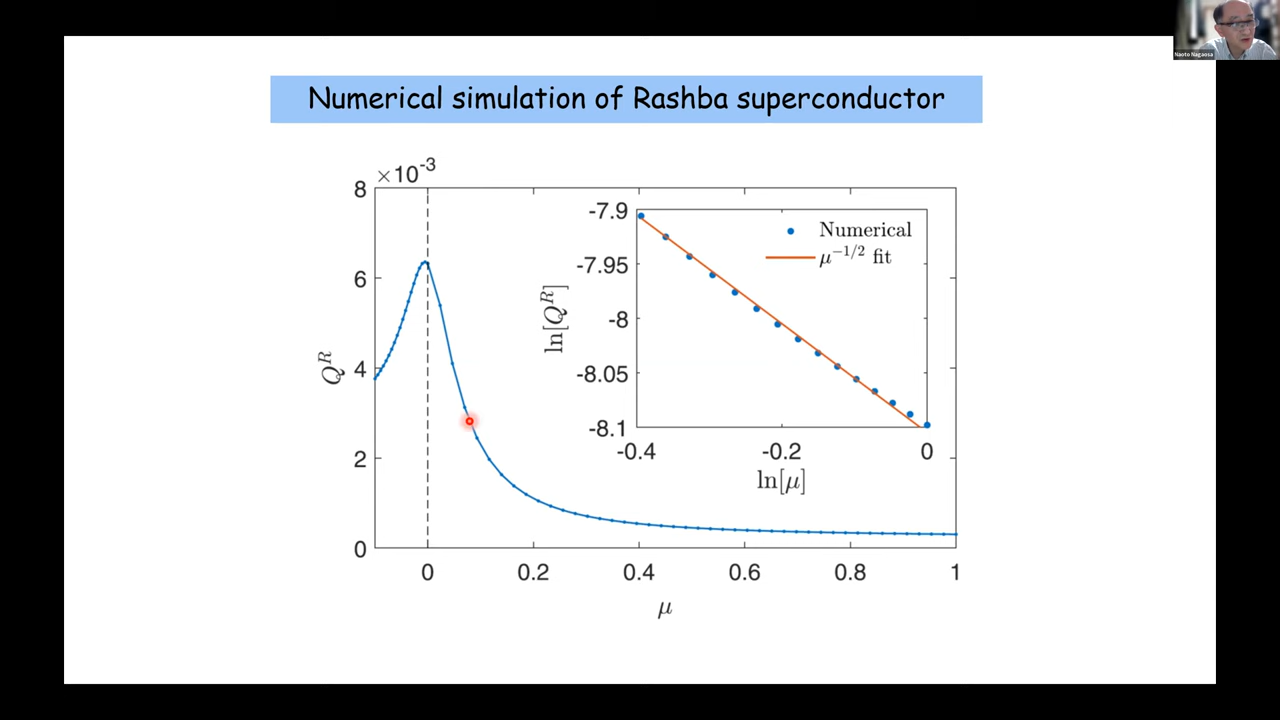 Naoto Nagaosa
Numerical simulation of Rashba superconductor
×10⁻³
8
6
4
2
0
Qᴿ
0
0.2
0.4
0.6
0.8
1
μ
-7.9
-7.95
-8
-8.05
-8.1
ln[Qᴿ]
-0.4
-0.2
0
ln[μ]
Numerical
μ⁻¹/² fit